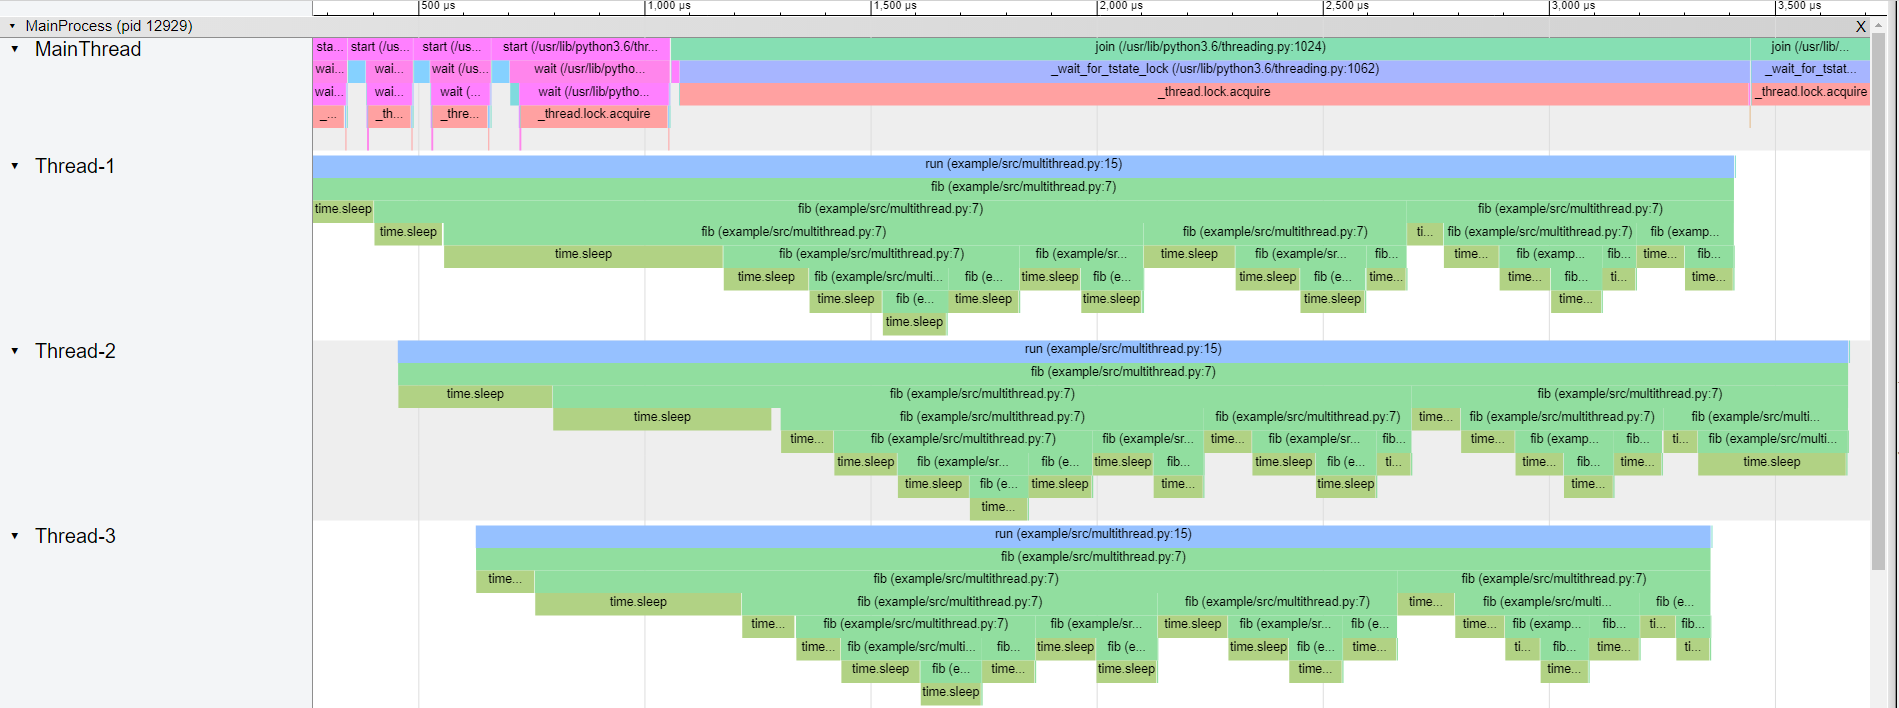 500 µs 1,000 µs 1,500 µs 2,000 µs 2,500 µs 3,000 µs 3,500 µs
MainProcess (pid 12929) X
MainThread
sta... start (/us... start (/us... start (/usr/lib/python3.6/thr... join (/usr/lib/python3.6/threading.py:1024) join (/usr/lib/...
wai... wai... wait (/us... wait (/usr/lib/pytho... _wait_for_tstate_lock (/usr/lib/python3.6/threading.py:1062) _wait_for_tstat...
wai... wai... wait (... wait (/usr/lib/pytho... _thread.lock.acquire _thread.lock.acquire
_... _th... _thre... _thread.lock.acquire
Thread-1
run (example/src/multithread.py:15)
fib (example/src/multithread.py:7)
time.sleep fib (example/src/multithread.py:7) fib (example/src/multithread.py:7)
time.sleep fib (example/src/multithread.py:7) fib (example/src/multithread.py:7) ti... fib (example/src/multithread.py:7) fib (examp...
time.sleep fib (example/src/multithread.py:7) fib (example/sr... time.sleep fib (example/sr... fib... time... fib (examp... fib... time... fib...
time.sleep fib (example/src/multi... fib (e... time.sleep fib (e... time.sleep fib (e... time... time... fib... ti... time...
time.sleep fib (e... time.sleep time.sleep time.sleep time...
time.sleep
Thread-2
run (example/src/multithread.py:15)
fib (example/src/multithread.py:7)
time.sleep fib (example/src/multithread.py:7) fib (example/src/multithread.py:7)
time.sleep fib (example/src/multithread.py:7) fib (example/src/multithread.py:7) time... fib (example/src/multithread.py:7) fib (example/src/multi...
time... fib (example/src/multithread.py:7) fib (example/sr... time... fib (example/sr... fib... time... fib (examp... fib... ti... fib (example/src/multi...
time.sleep fib (example/sr... fib (e... time.sleep fib... time.sleep fib (e... ti... time... fib... time... time.sleep
time.sleep fib (e... time.sleep time... time.sleep time...
time...
Thread-3
run (example/src/multithread.py:15)
fib (example/src/multithread.py:7)
time... fib (example/src/multithread.py:7) fib (example/src/multithread.py:7)
time.sleep fib (example/src/multithread.py:7) fib (example/src/multithread.py:7) time... fib (example/src/multi... fib (e...
time... fib (example/src/multithread.py:7) fib (example/sr... time.sleep fib (example/sr... fib (e... time... fib (examp... fib... ti... fib...
time... fib (example/src/multi... fib... time.sleep fib (e... time.sleep fib (e... time... ti... fib... time... ti...
time.sleep fib (e... time... time.sleep time... time...
time.sleep